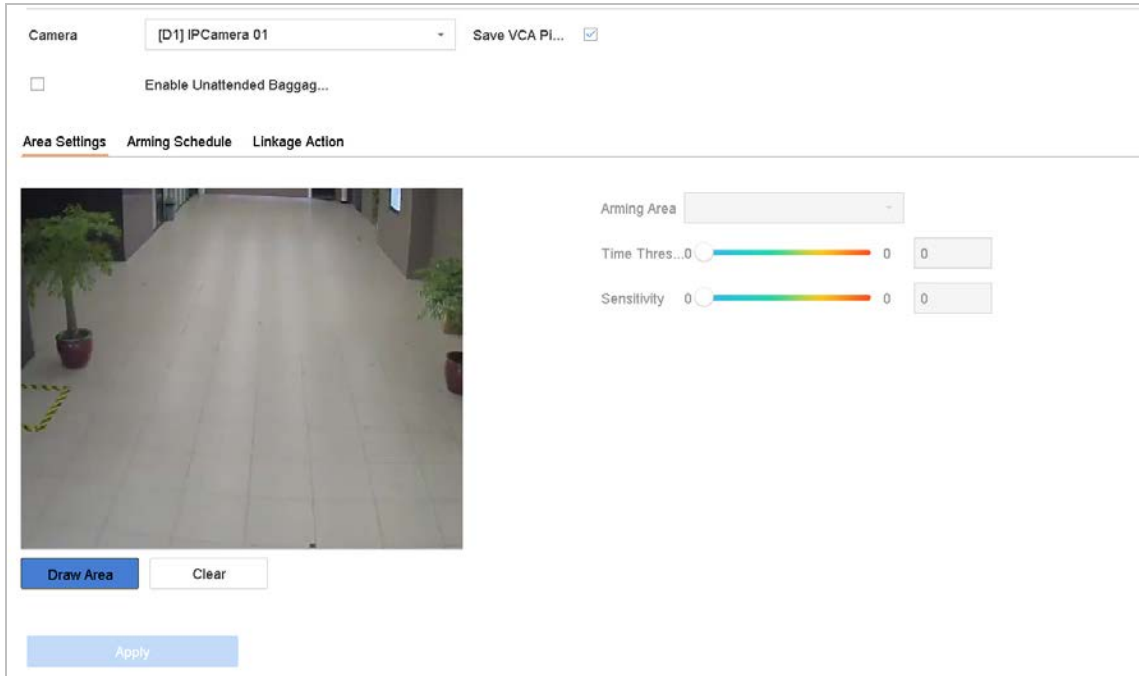 Camera [D1] IPCamera 01 Save VCA Pi...
Enable Unattended Baggag...
Area Settings Arming Schedule Linkage Action
Arming Area
Time Thres...0 0 0
Sensitivity 0 0 0
Draw Area Clear
Apply